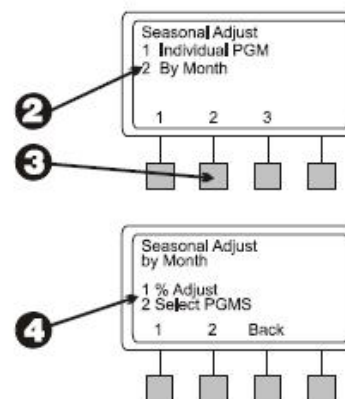 Seasonal Adjust
1 Individual PGM
2 By Month
2
1 2 3
3
Seasonal Adjust
by Month
1 % Adjust
2 Select PGMS
4
1 2 Back